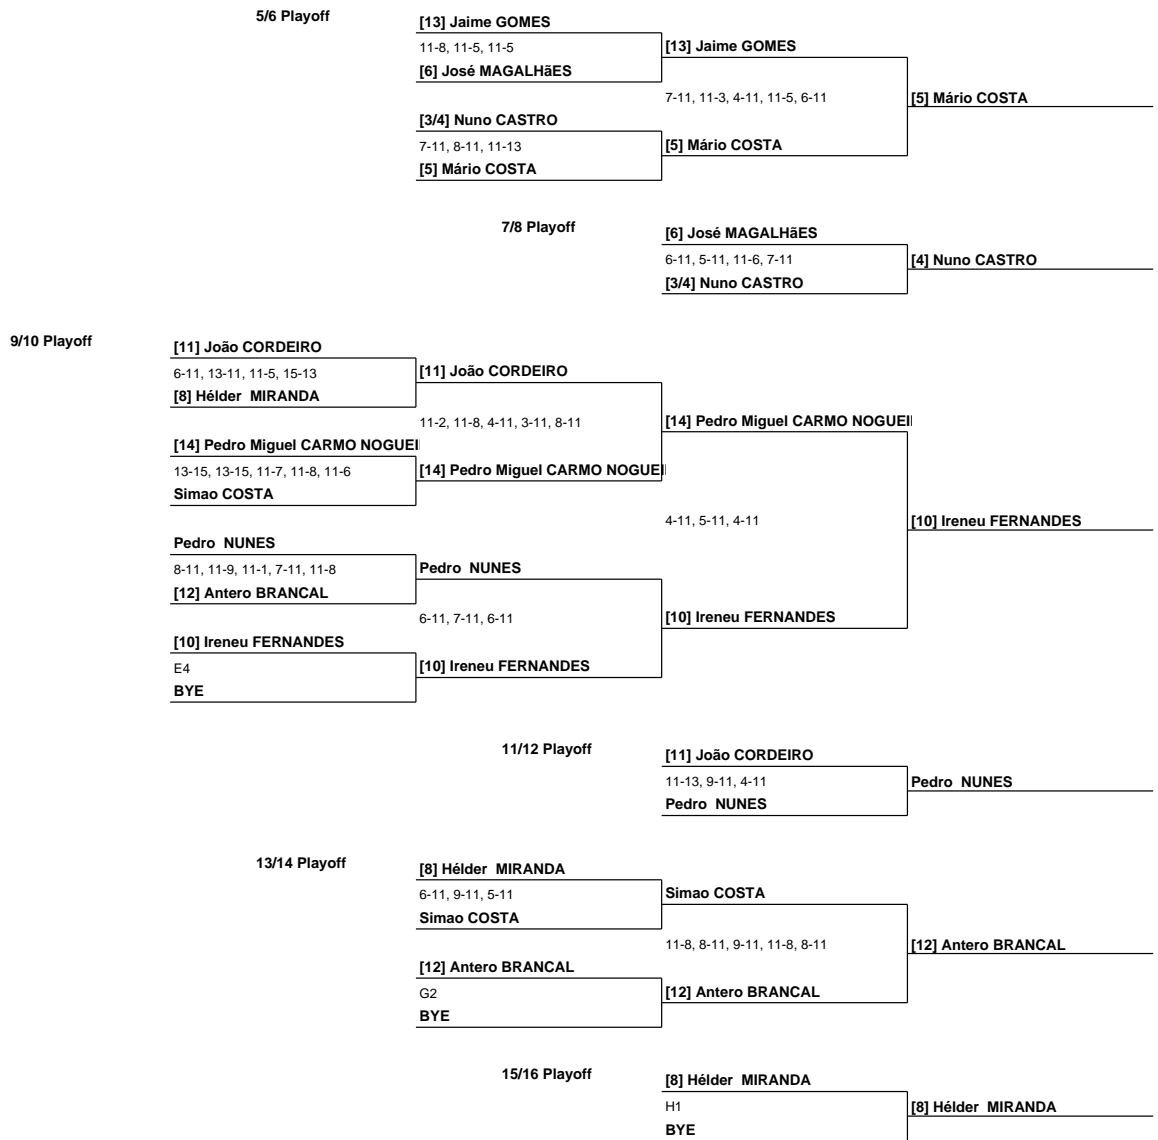 5/6 Playoff
[13] Jaime GOMES
11-8, 11-5, 11-5
[13] Jaime GOMES
[6] José MAGALHãES
7-11, 11-3, 4-11, 11-5, 6-11
[5] Mário COSTA
[3/4] Nuno CASTRO
7-11, 8-11, 11-13
[5] Mário COSTA
[5] Mário COSTA
7/8 Playoff
[6] José MAGALHãES
6-11, 5-11, 11-6, 7-11
[4] Nuno CASTRO
[3/4] Nuno CASTRO
9/10 Playoff
[11] João CORDEIRO
6-11, 13-11, 11-5, 15-13
[11] João CORDEIRO
[8] Hélder MIRANDA
11-2, 11-8, 4-11, 3-11, 8-11
[14] Pedro Miguel CARMO NOGUEI
[14] Pedro Miguel CARMO NOGUEI
13-15, 13-15, 11-7, 11-8, 11-6
[14] Pedro Miguel CARMO NOGUEI
Simao COSTA
4-11, 5-11, 4-11
[10] Ireneu FERNANDES
Pedro NUNES
8-11, 11-9, 11-1, 7-11, 11-8
Pedro NUNES
[12] Antero BRANCAL
6-11, 7-11, 6-11
[10] Ireneu FERNANDES
[10] Ireneu FERNANDES
E4
[10] Ireneu FERNANDES
BYE
11/12 Playoff
[11] João CORDEIRO
11-13, 9-11, 4-11
Pedro NUNES
Pedro NUNES
13/14 Playoff
[8] Hélder MIRANDA
6-11, 9-11, 5-11
Simao COSTA
Simao COSTA
11-8, 8-11, 9-11, 11-8, 8-11
[12] Antero BRANCAL
[12] Antero BRANCAL
G2
[12] Antero BRANCAL
BYE
15/16 Playoff
[8] Hélder MIRANDA
H1
[8] Hélder MIRANDA
BYE